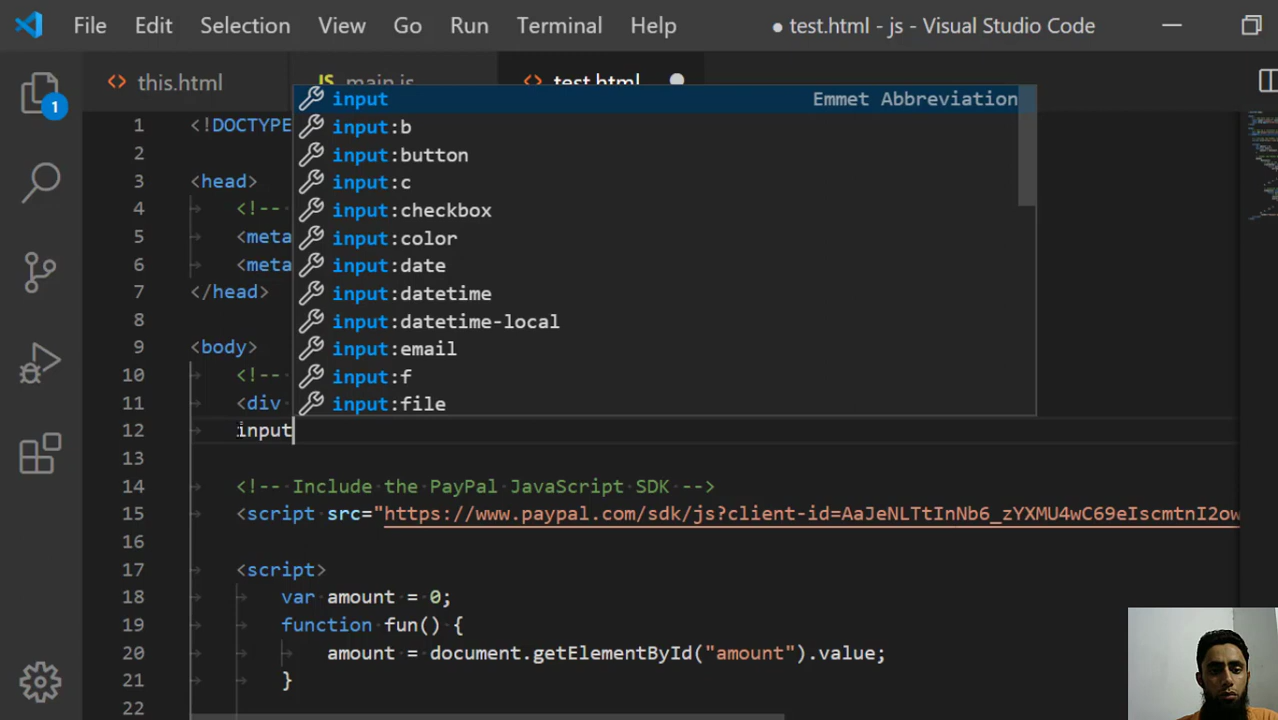 File Edit Selection View Go Run Terminal Help ● test.html - js - Visual Studio Code
1 <> this.html JS main.js <> test.html
input Emmet Abbreviation
input:b
input:button
input:c
input:checkbox
input:color
input:date
input:datetime
input:datetime-local
input:email
input:f
input:file
1 <!DOCTYPE
2
3 <head>
4 <!--
5 <meta
6 <meta
7 </head>
8
9 <body>
10 <!--
11 <div
12 input
13
14 <!-- Include the PayPal JavaScript SDK -->
15 <script src="https://www.paypal.com/sdk/js?client-id=AaJeNLTtInNb6_zYXMU4wC69eIscmtnI2ow
16
17 <script>
18 var amount = 0;
19 function fun() {
20 amount = document.getElementById("amount").value;
21 }
22